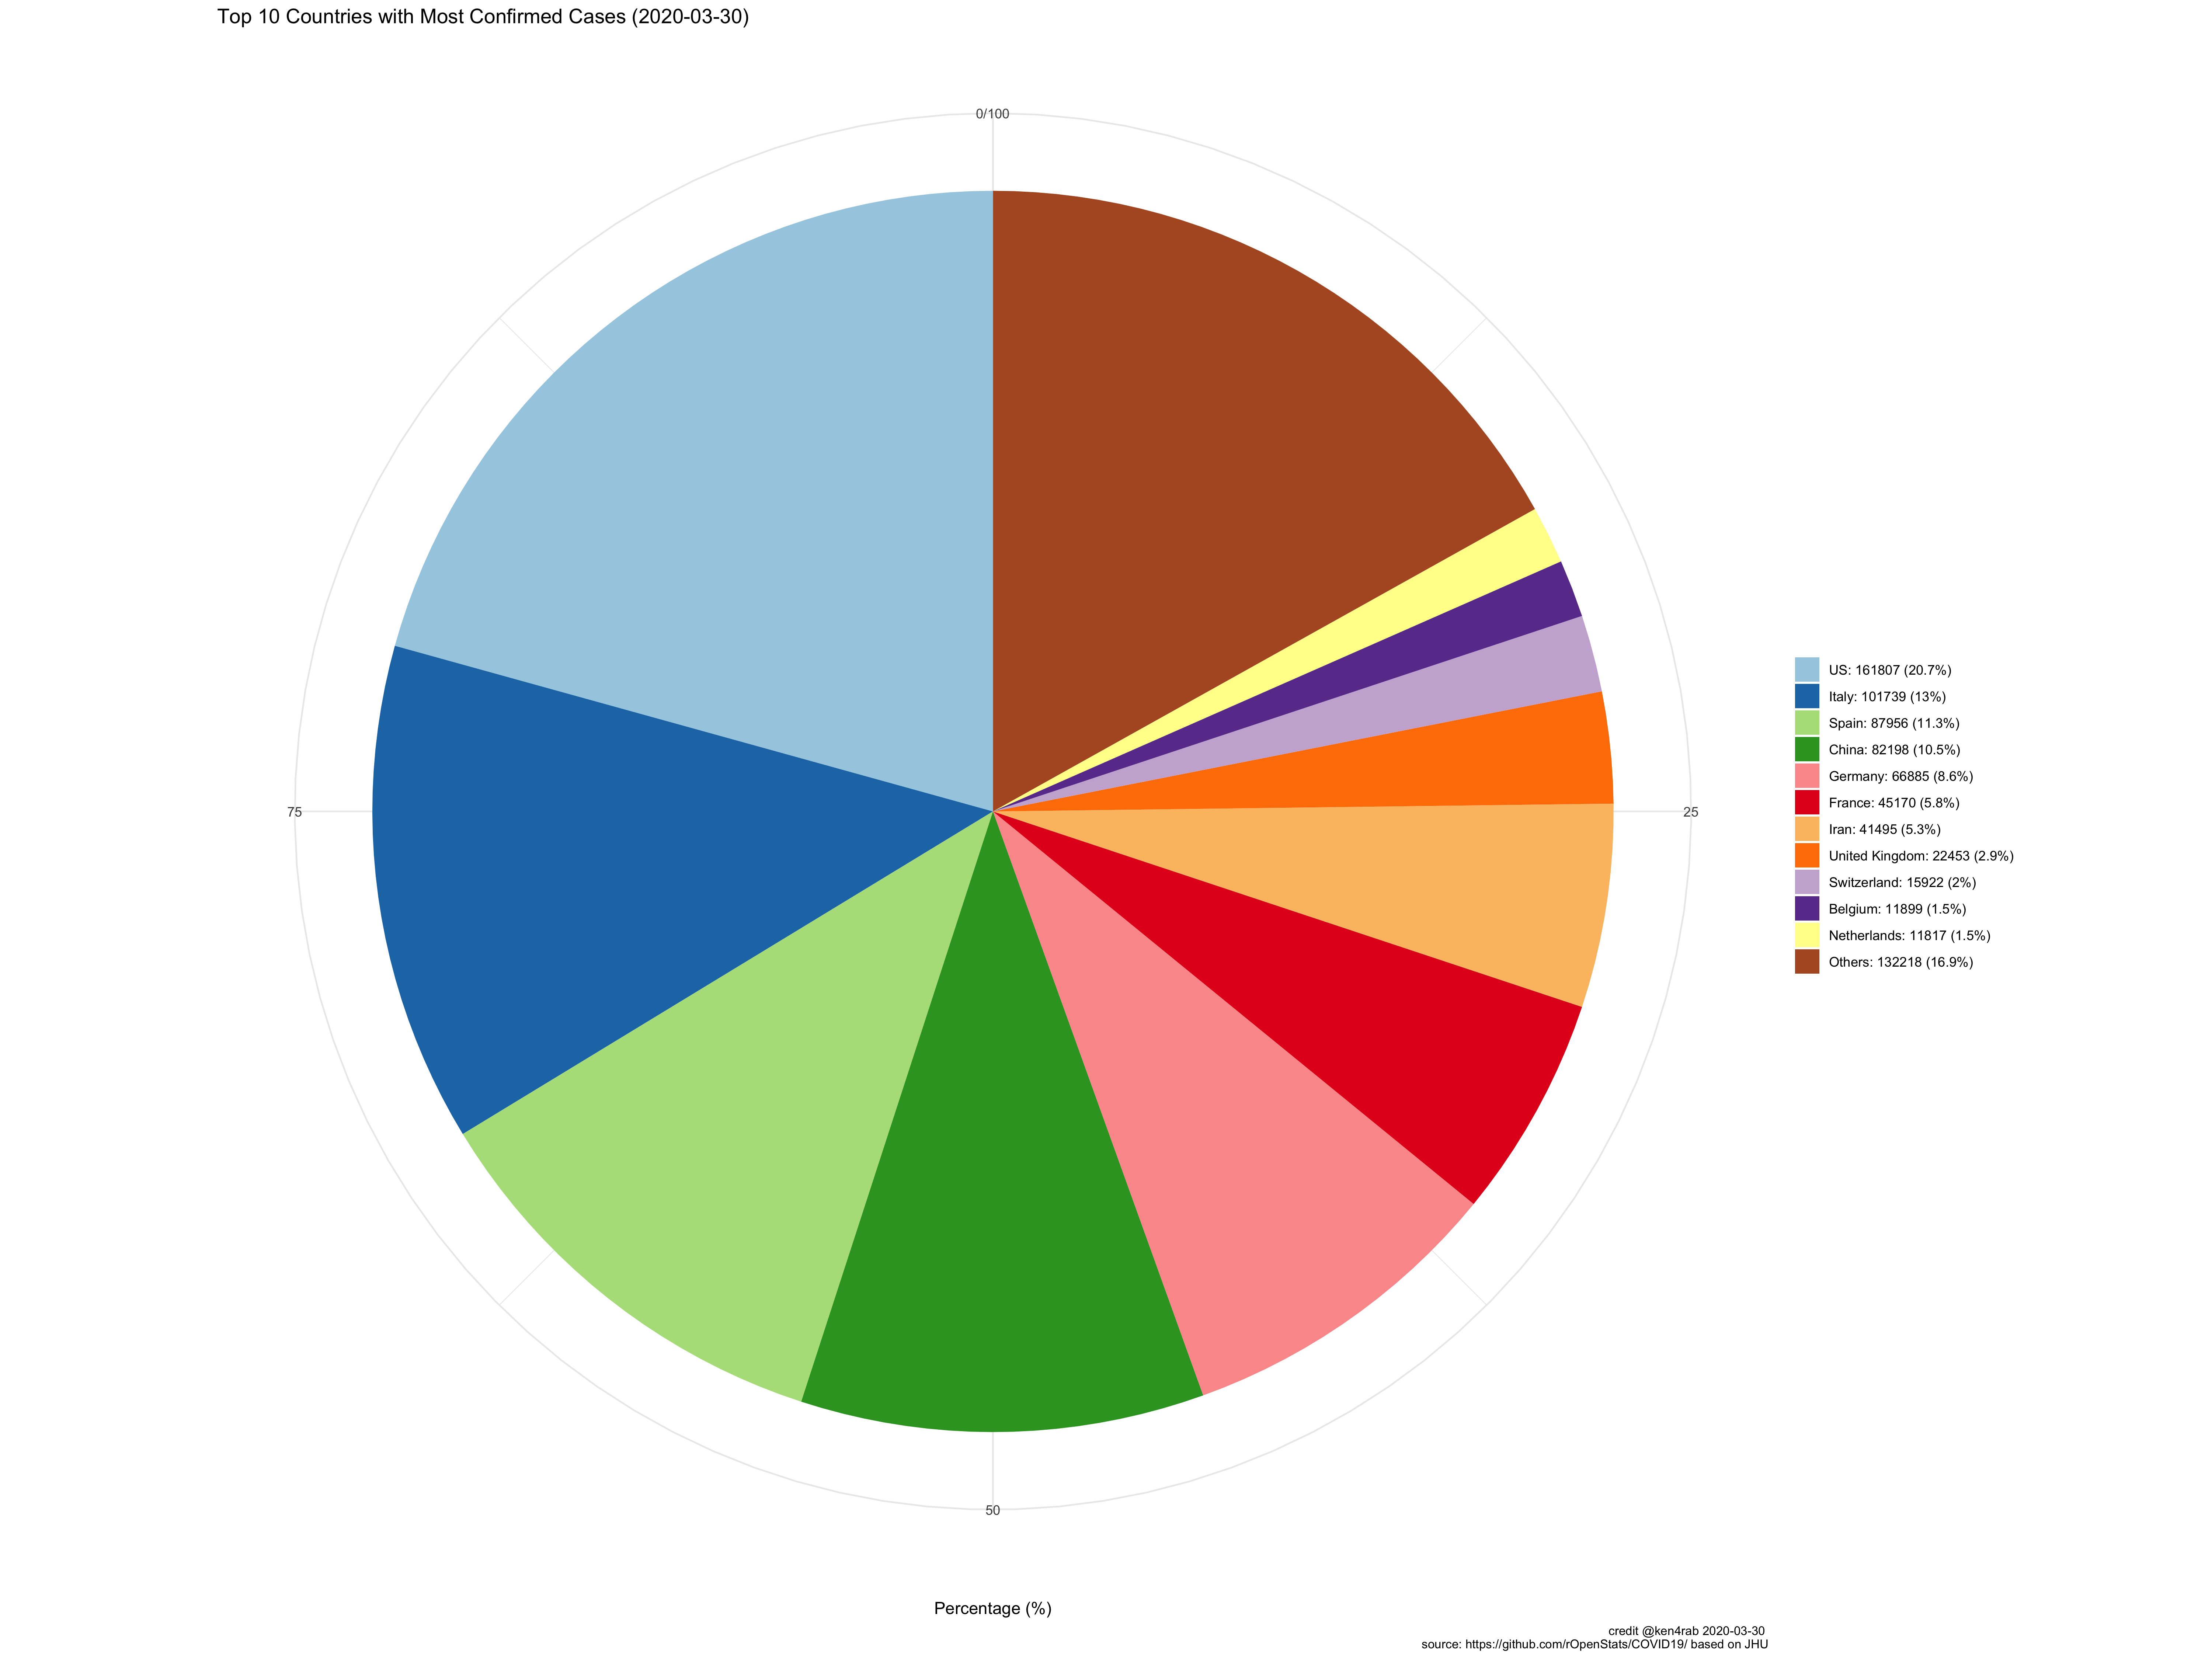 Top 10 Countries with Most Confirmed Cases (2020-03-30)
0/100
75
25
50
US: 161807 (20.7%)
Italy: 101739 (13%)
Spain: 87956 (11.3%)
China: 82198 (10.5%)
Germany: 66885 (8.6%)
France: 45170 (5.8%)
Iran: 41495 (5.3%)
United Kingdom: 22453 (2.9%)
Switzerland: 15922 (2%)
Belgium: 11899 (1.5%)
Netherlands: 11817 (1.5%)
Others: 132218 (16.9%)
Percentage (%)
credit @ken4rab 2020-03-30
source: https://github.com/rOpenStats/COVID19/ based on JHU